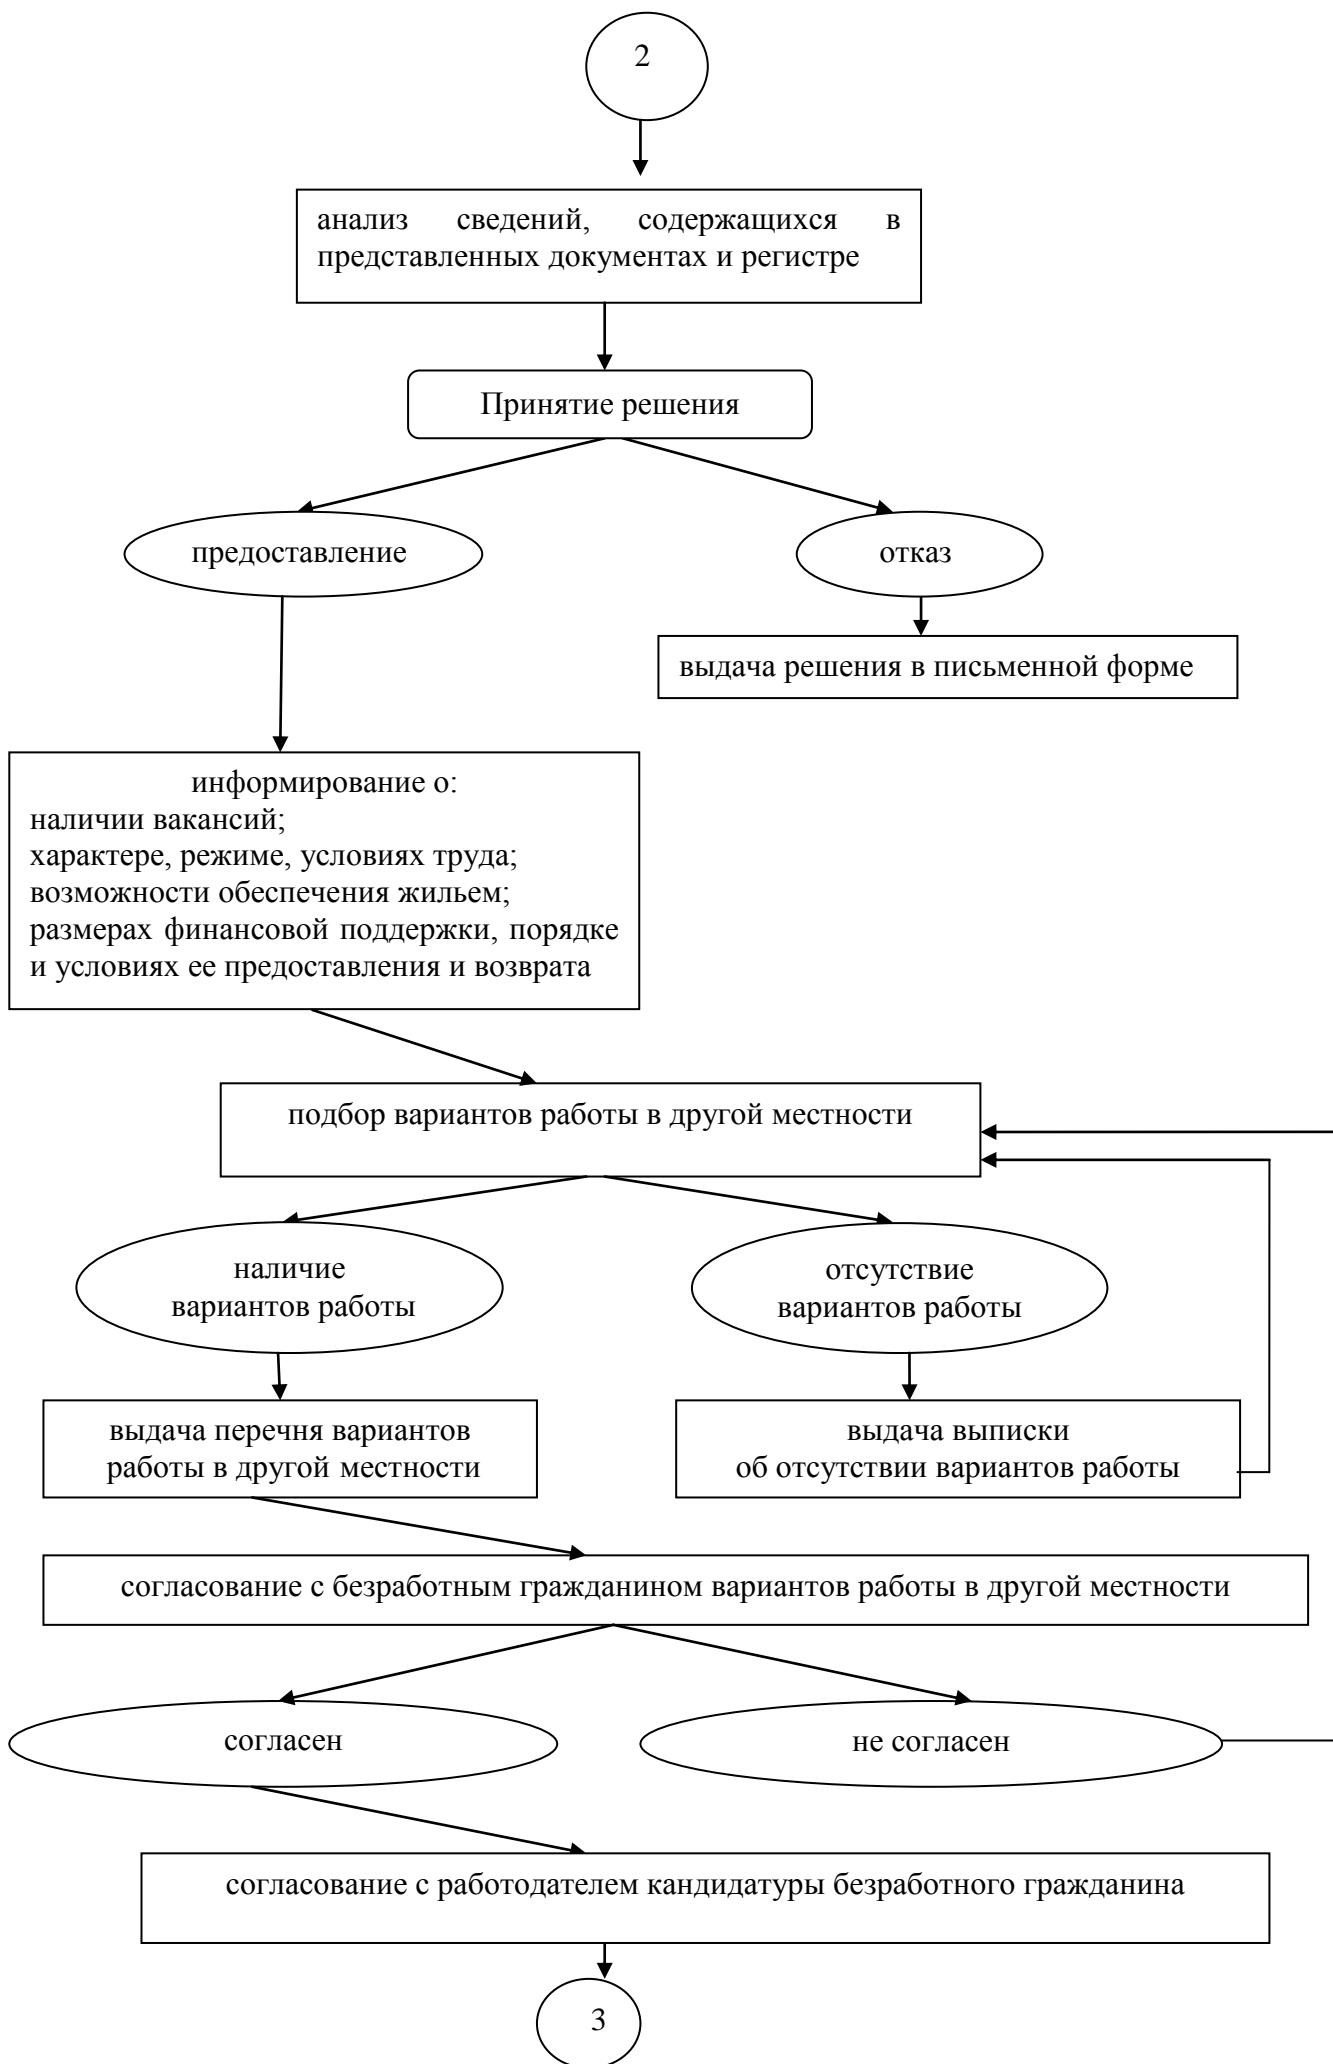 2
анализ сведений, содержащихся в
представленных документах и регистре
Принятие решения
предоставление
отказ
выдача решения в письменной форме
информирование о:
наличии вакансий;
характере, режиме, условиях труда;
возможности обеспечения жильем;
размерах финансовой поддержки, порядке
и условиях ее предоставления и возврата
подбор вариантов работы в другой местности
наличие
вариантов работы
отсутствие
вариантов работы
выдача перечня вариантов
работы в другой местности
выдача выписки
об отсутствии вариантов работы
согласование с безработным гражданином вариантов работы в другой местности
согласен
не согласен
согласование с работодателем кандидатуры безработного гражданина
3